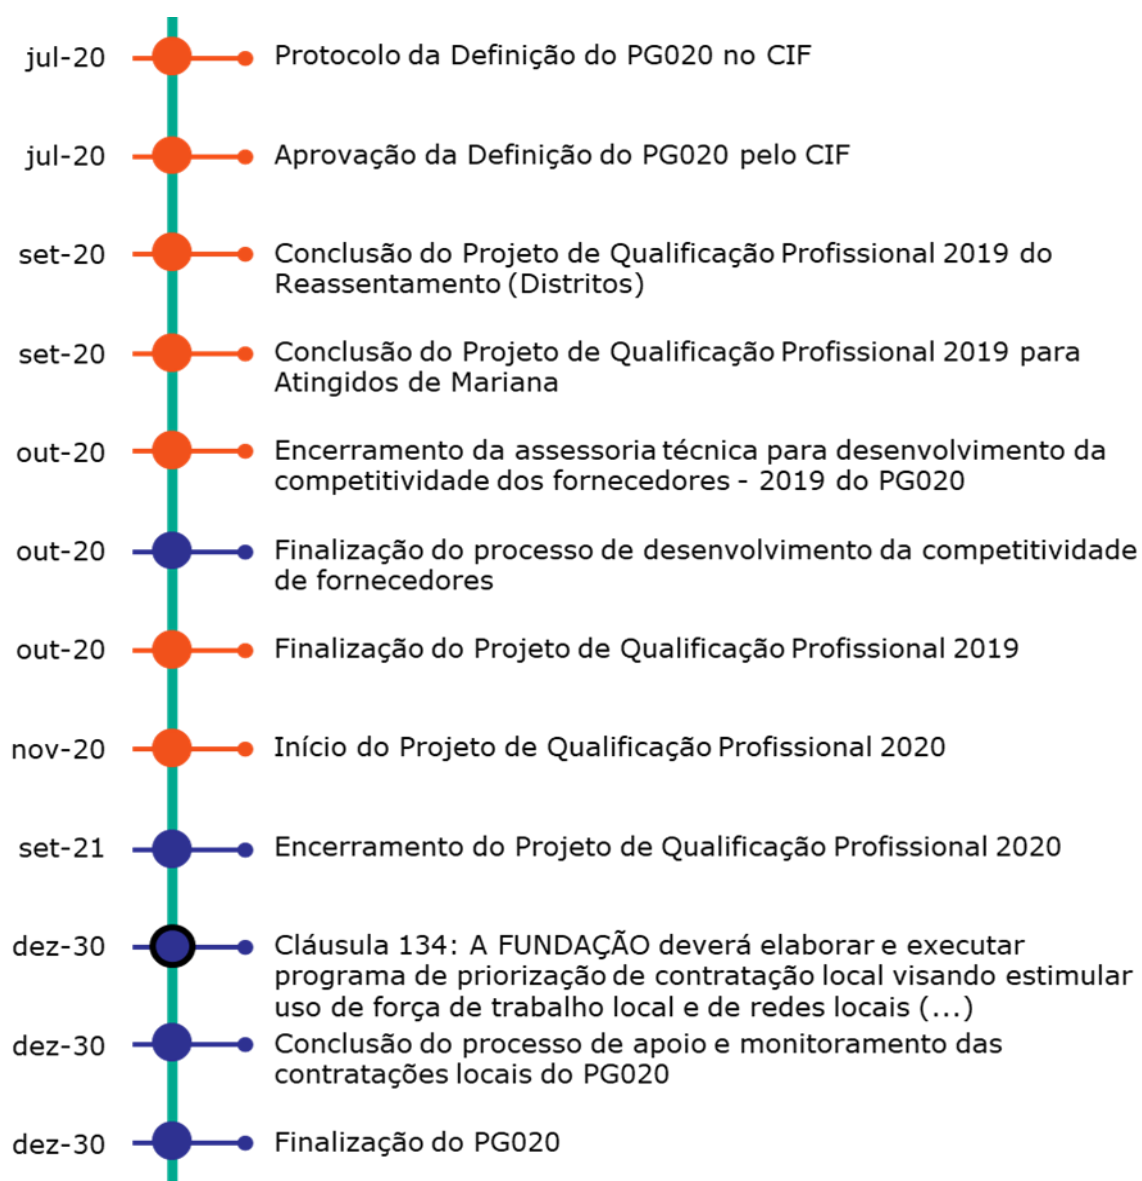 jul-20 Protocolo da Definição do PG020 no CIF
jul-20 Aprovação da Definição do PG020 pelo CIF
set-20 Conclusão do Projeto de Qualificação Profissional 2019 do
Reassentamento (Distritos)
set-20 Conclusão do Projeto de Qualificação Profissional 2019 para
Atingidos de Mariana
out-20 Encerramento da assessoria técnica para desenvolvimento da
competitividade dos fornecedores - 2019 do PG020
out-20 Finalização do processo de desenvolvimento da competitividade
de fornecedores
out-20 Finalização do Projeto de Qualificação Profissional 2019
nov-20 Início do Projeto de Qualificação Profissional 2020
set-21 Encerramento do Projeto de Qualificação Profissional 2020
dez-30 Cláusula 134: A FUNDAÇÃO deverá elaborar e executar
programa de priorização de contratação local visando estimular
uso de força de trabalho local e de redes locais (...)
dez-30 Conclusão do processo de apoio e monitoramento das
contratações locais do PG020
dez-30 Finalização do PG020